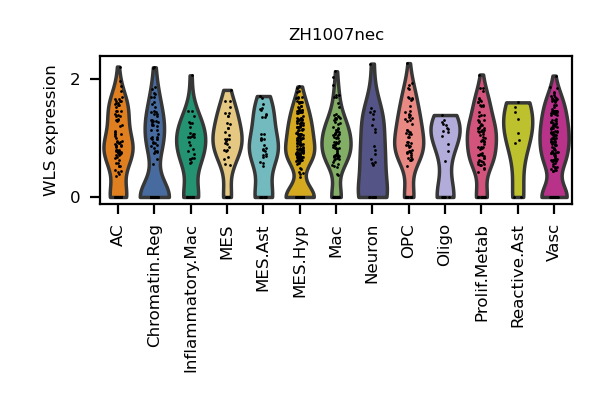 ZH1007nec
WLS expression
2
0
AC
Chromatin.Reg
Inflammatory.Mac
MES
MES.Ast
MES.Hyp
Mac
Neuron
OPC
Oligo
Prolif.Metab
Reactive.Ast
Vasc